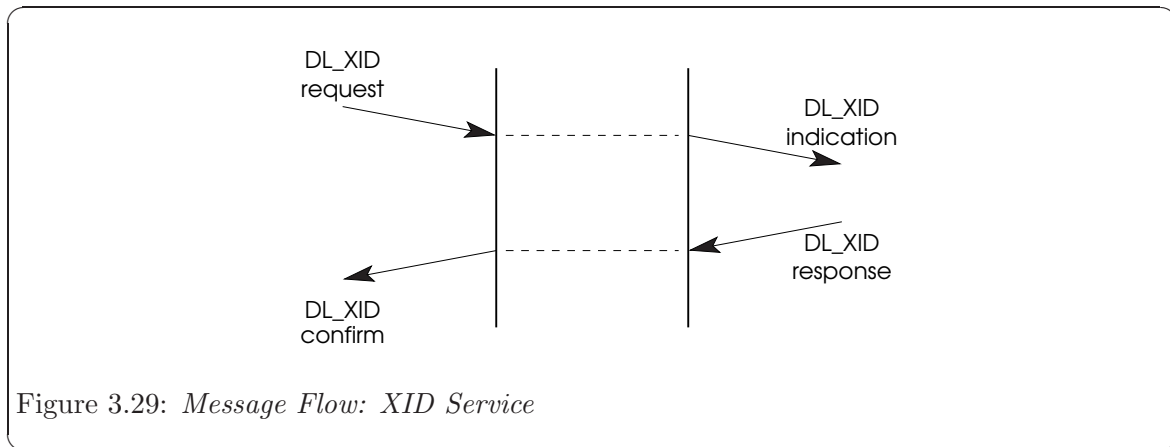 DL_XID
request
DL_XID
indication
DL_XID
response
DL_XID
confirm
Figure 3.29: Message Flow: XID Service